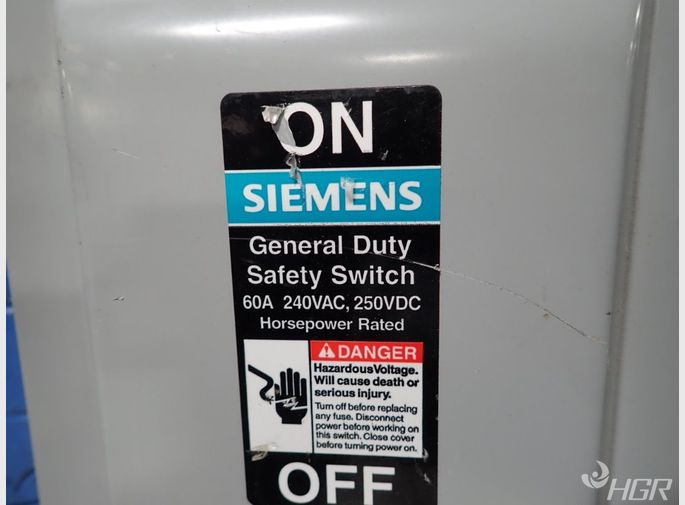 ON
SIEMENS
General Duty
Safety Switch
60A 240VAC, 250VDC
Horsepower Rated
DANGER
HazardousVoltage.
Will cause death or
serious injury.
Turn off before replacing
any fuse. Disconnect
power before working on
this switch. Close cover
before turning power on.
OFF
HGR